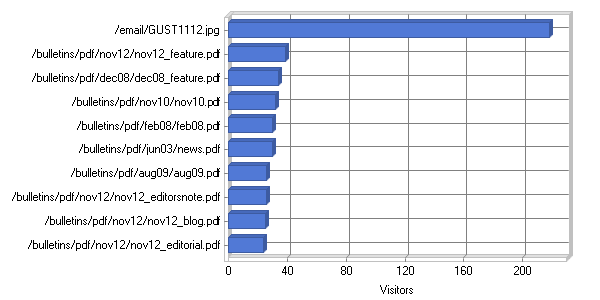 /email/GUST1112.jpg
/bulletins/pdf/nov12/nov12_feature.pdf
/bulletins/pdf/dec08/dec08_feature.pdf
/bulletins/pdf/nov10/nov10.pdf
/bulletins/pdf/feb08/feb08.pdf
/bulletins/pdf/jun03/news.pdf
/bulletins/pdf/aug09/aug09.pdf
/bulletins/pdf/nov12/nov12_editorsnote.pdf
/bulletins/pdf/nov12/nov12_blog.pdf
/bulletins/pdf/nov12/nov12_editorial.pdf
0 40 80 120 160 200
Visitors